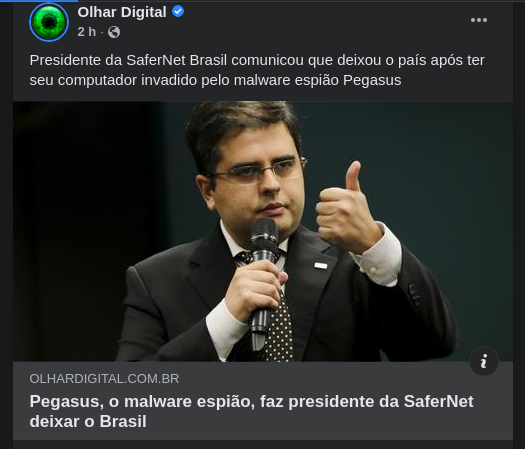 Olhar Digital
2 h ·
Presidente da SaferNet Brasil comunicou que deixou o país após ter
seu computador invadido pelo malware espião Pegasus
OLHARDIGITAL.COM.BR
Pegasus, o malware espião, faz presidente da SaferNet
deixar o Brasil